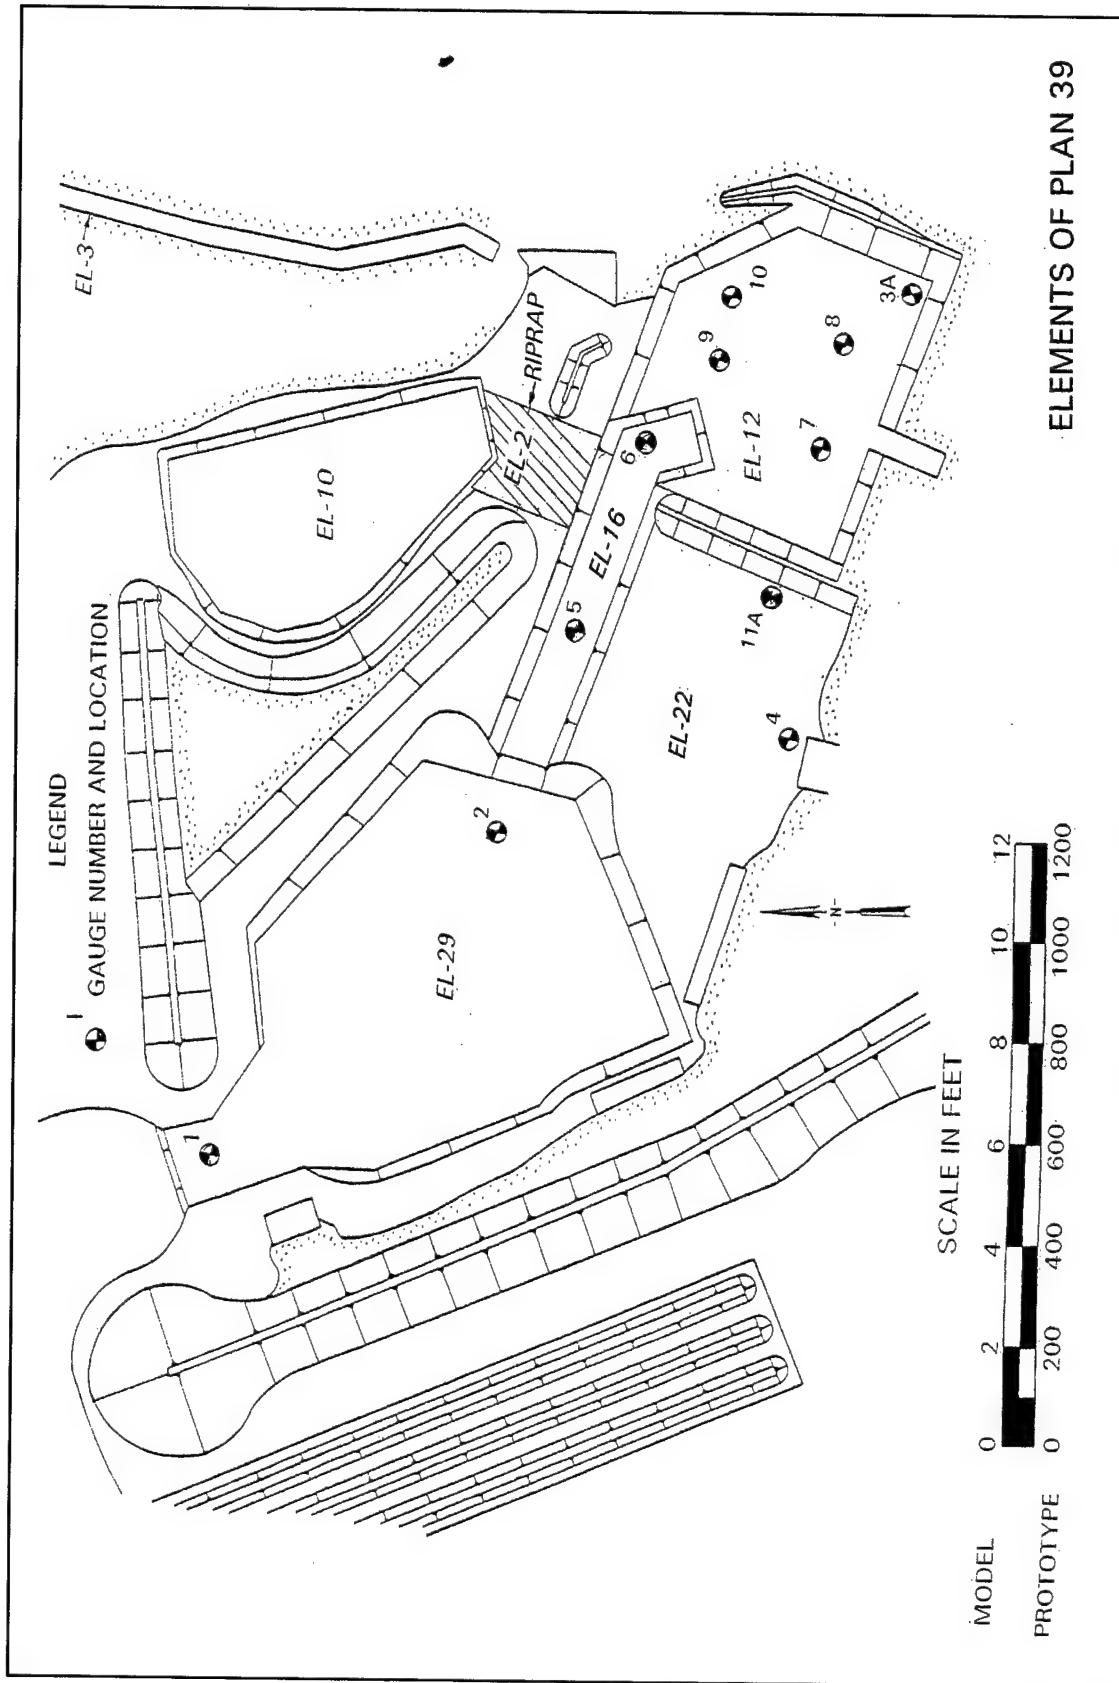 LEGEND
1
GAUGE NUMBER AND LOCATION
EL-3
EL-10
EL-2
RIPRAP
1
EL-29
2
EL-16
5
6
EL-22
4
11A
EL-12
7
8
9
10
3A
-N-
SCALE IN FEET
MODEL
0 2 4 6 8 10 12
PROTOTYPE
0 200 400 600 800 1000 1200
ELEMENTS OF PLAN 39